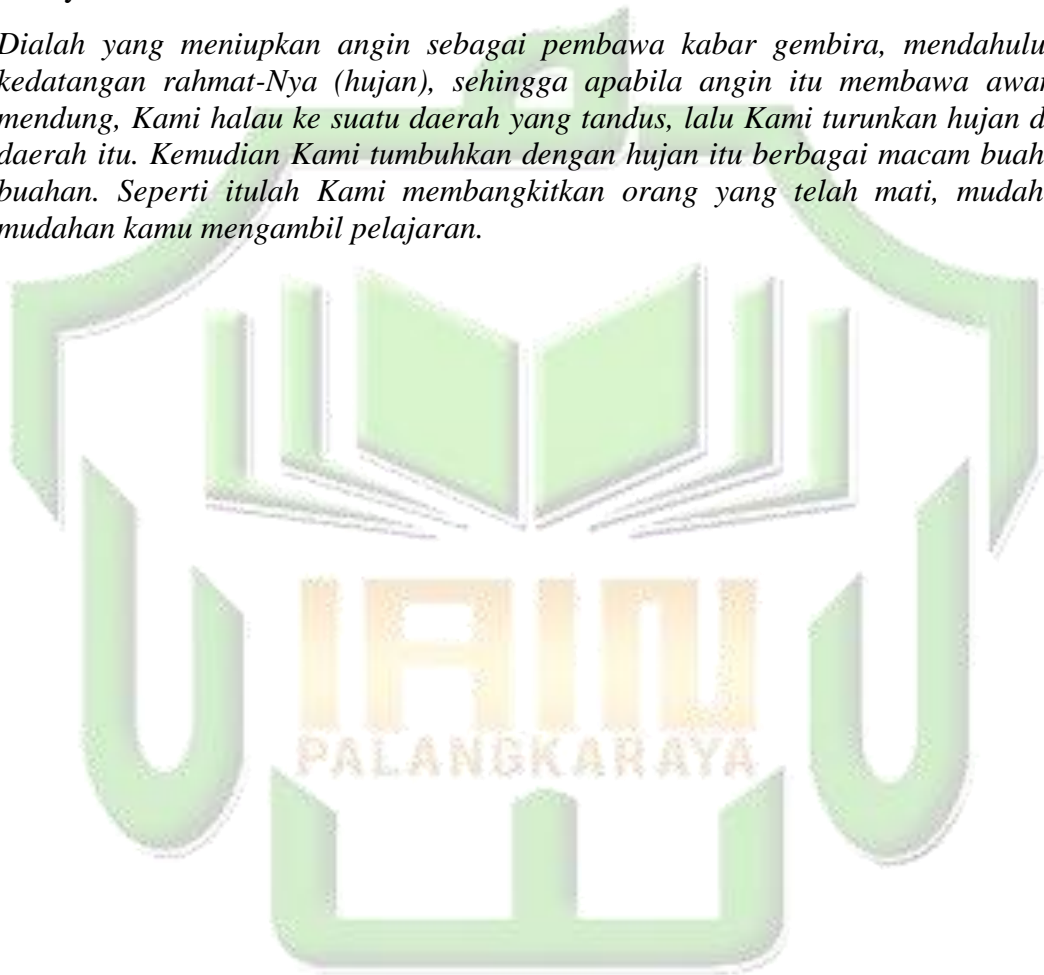 Dialah yang meniupkan angin sebagai pembawa kabar gembira, mendahulu
kedatangan rahmat-Nya (hujan), sehingga apabila angin itu membawa awan
mendung, Kami halau ke suatu daerah yang tandus, lalu Kami turunkan hujan d
daerah itu. Kemudian Kami tumbuhkan dengan hujan itu berbagai macam buah
buahan. Seperti itulah Kami membangkitkan orang yang telah mati, mudah
mudahan kamu mengambil pelajaran.
IAIN
PALANGKARAYA